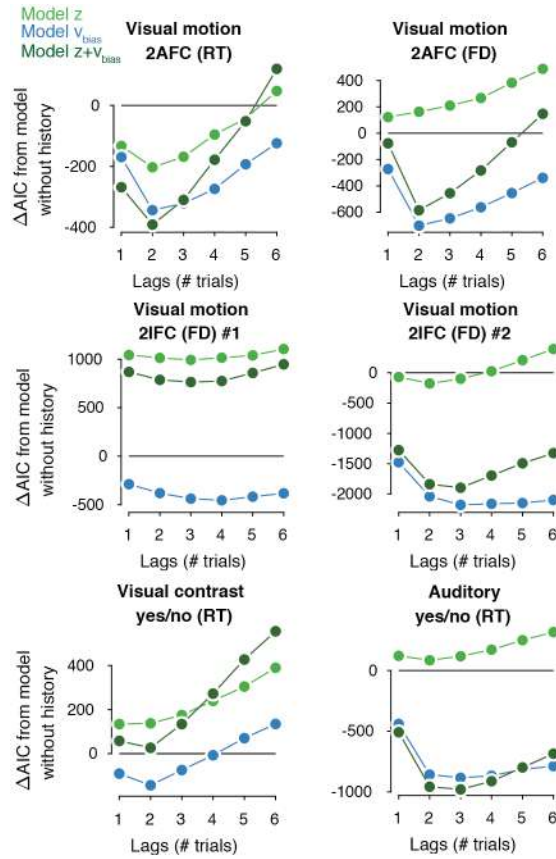 Model z
Model v_bias
Model z+v_bias
Visual motion
2AFC (RT)
ΔAIC from model
without history
0
-200
-400
1 2 3 4 5 6
Lags (# trials)
Visual motion
2AFC (FD)
400
200
0
-200
-400
-600
1 2 3 4 5 6
Lags (# trials)
Visual motion
2IFC (FD) #1
ΔAIC from model
without history
1000
500
0
-500
1 2 3 4 5 6
Lags (# trials)
Visual motion
2IFC (FD) #2
0
-500
-1000
-1500
-2000
1 2 3 4 5 6
Lags (# trials)
Visual contrast
yes/no (RT)
ΔAIC from model
without history
400
200
0
1 2 3 4 5 6
Lags (# trials)
Auditory
yes/no (RT)
0
-500
-1000
1 2 3 4 5 6
Lags (# trials)